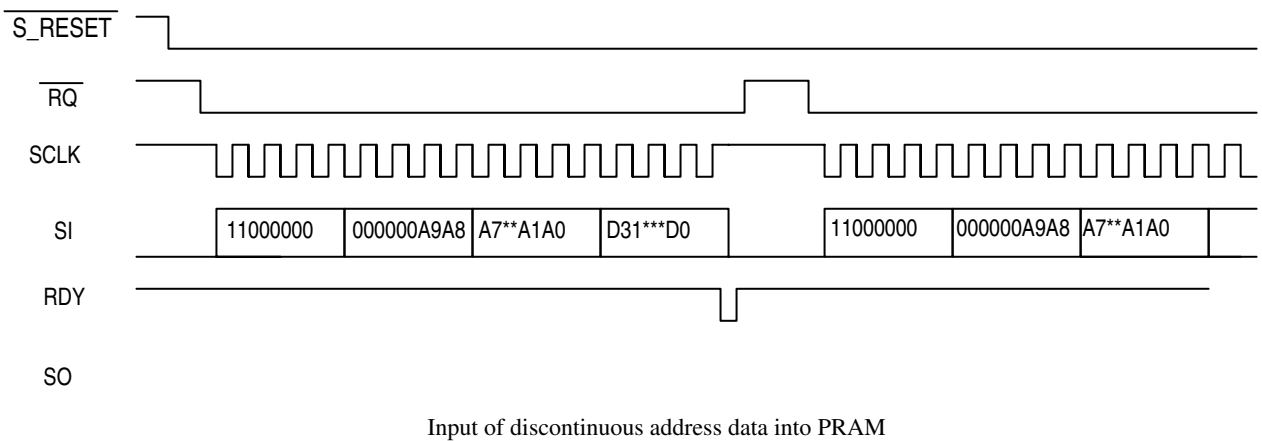 S_RESET
RQ
SCLK
SI 11000000 000000A9A8 A7**A1A0 D31***D0 11000000 000000A9A8 A7**A1A0
RDY
SO
Input of discontinuous address data into PRAM